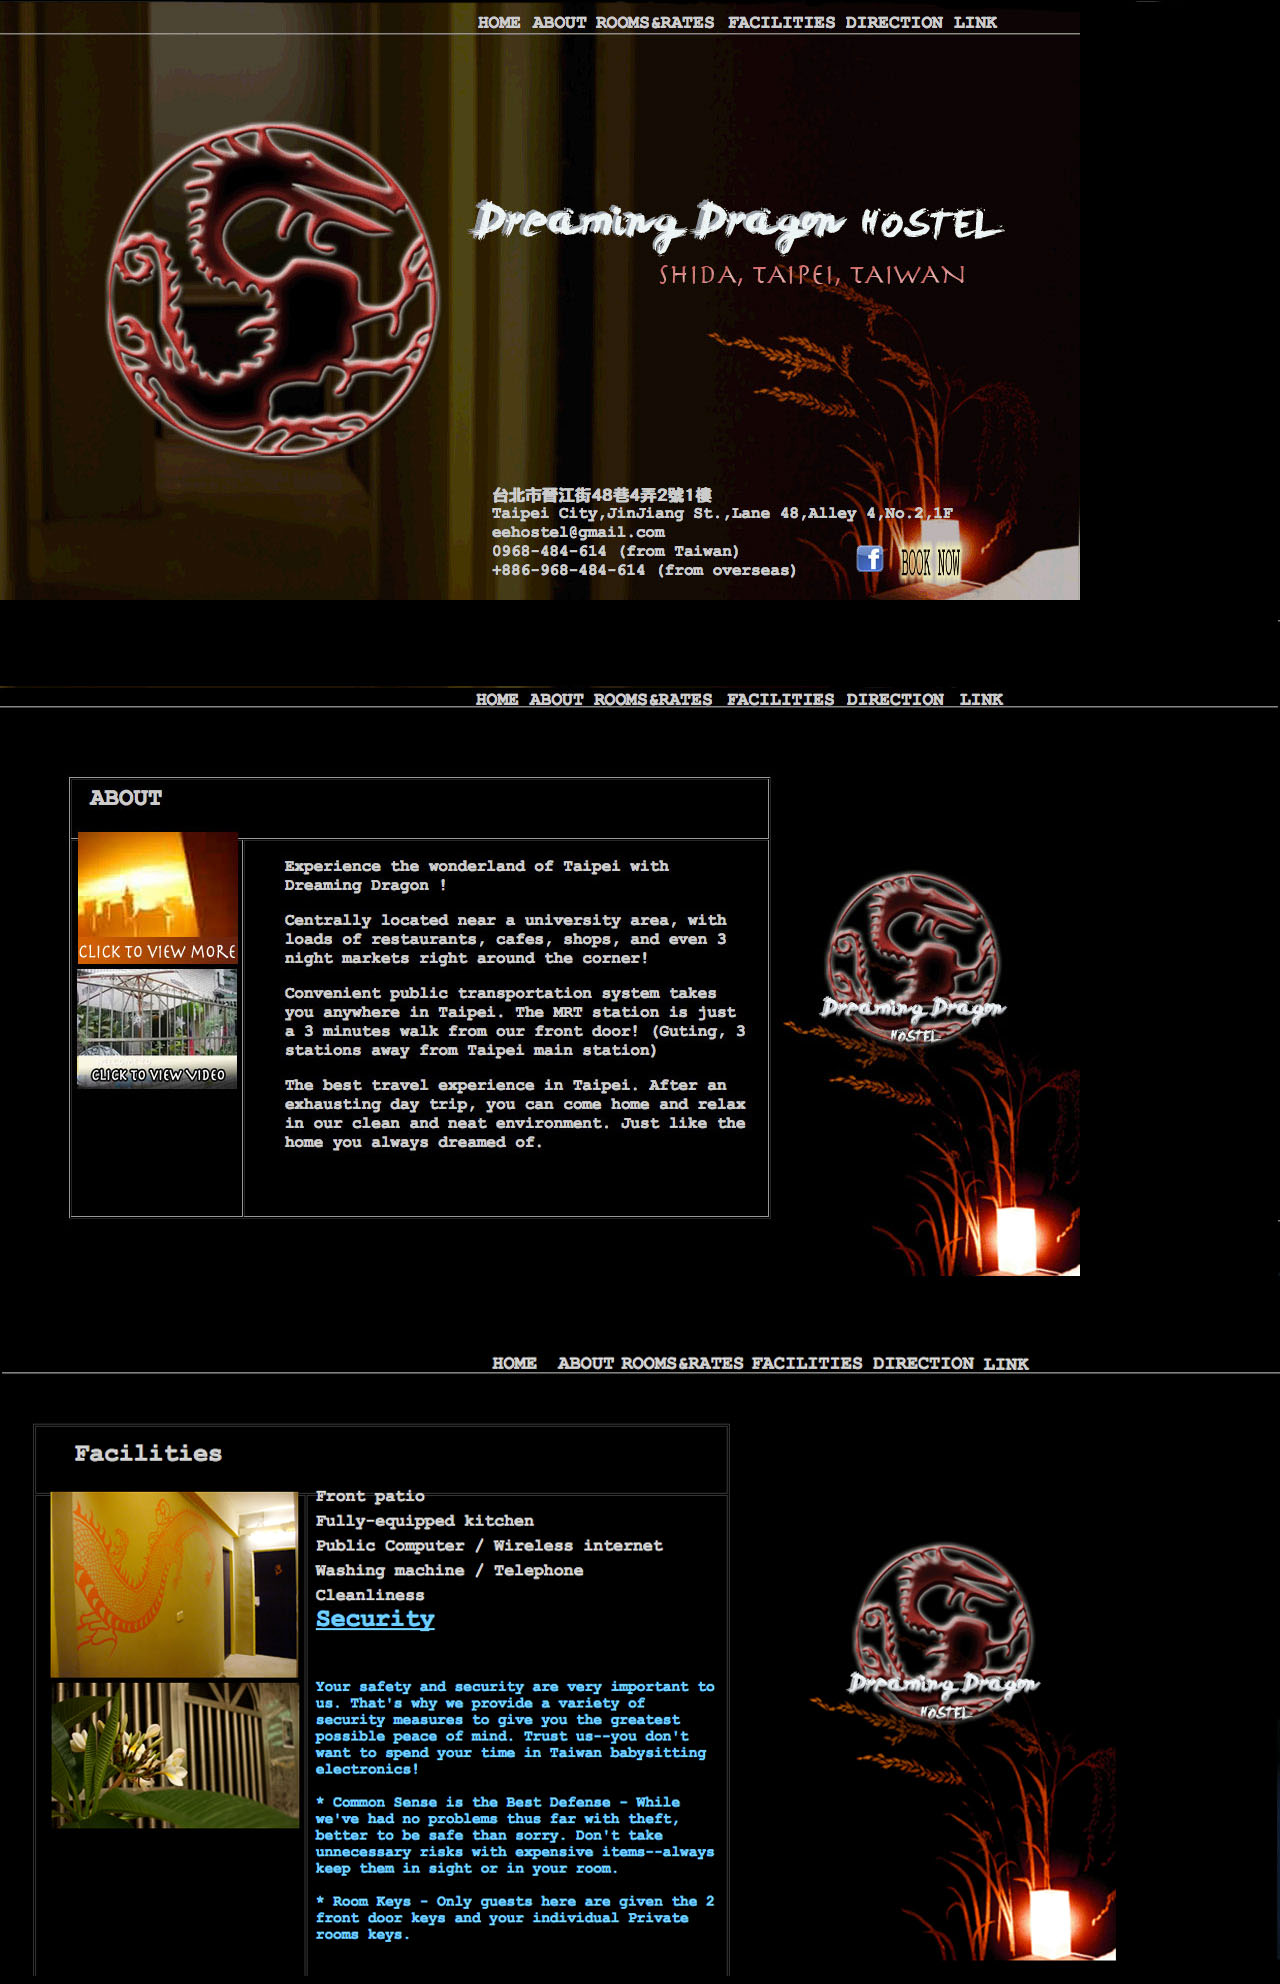 HOME ABOUT ROOMS&RATES FACILITIES DIRECTION LINK
Dreaming Dragon HOSTEL
SHIDA, TAIPEI, TAIWAN
台北市晉江街48巷4弄2號1樓
Taipei City,JinJiang St.,Lane 48,Alley 4,No.2,1F
eehostel@gmail.com
0968-484-614 (from Taiwan)
+886-968-484-614 (from overseas)
f
BOOK NOW
HOME ABOUT ROOMS&RATES FACILITIES DIRECTION LINK
ABOUT
CLICK TO VIEW MORE
CLICK TO VIEW VIDEO
Experience the wonderland of Taipei with
Dreaming Dragon !
Centrally located near a university area, with
loads of restaurants, cafes, shops, and even 3
night markets right around the corner!
Convenient public transportation system takes
you anywhere in Taipei. The MRT station is just
a 3 minutes walk from our front door! (Guting, 3
stations away from Taipei main station)
The best travel experience in Taipei. After an
exhausting day trip, you can come home and relax
in our clean and neat environment. Just like the
home you always dreamed of.
Dreaming Dragon
HOSTEL
HOME ABOUT ROOMS&RATES FACILITIES DIRECTION LINK
Facilities
Front patio
Fully-equipped kitchen
Public Computer / Wireless internet
Washing machine / Telephone
Cleanliness
Security
Your safety and security are very important to
us. That's why we provide a variety of
security measures to give you the greatest
possible peace of mind. Trust us--you don't
want to spend your time in Taiwan babysitting
electronics!
* Common Sense is the Best Defense - While
we've had no problems thus far with theft,
better to be safe than sorry. Don't take
unnecessary risks with expensive items--always
keep them in sight or in your room.
* Room Keys - Only guests here are given the 2
front door keys and your individual Private
rooms keys.
Dreaming Dragon
HOSTEL